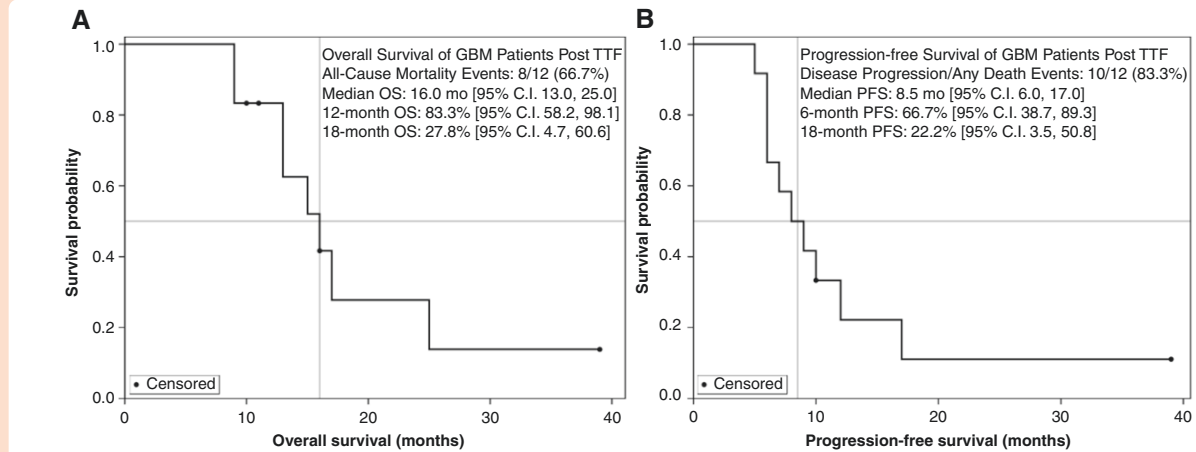 A
Overall Survival of GBM Patients Post TTF
All-Cause Mortality Events: 8/12 (66.7%)
Median OS: 16.0 mo [95% C.I. 13.0, 25.0]
12-month OS: 83.3% [95% C.I. 58.2, 98.1]
18-month OS: 27.8% [95% C.I. 4.7, 60.6]
Survival probability
1.0
0.8
0.6
0.4
0.2
0.0
Censored
0 10 20 30 40
Overall survival (months)
B
Progression-free Survival of GBM Patients Post TTF
Disease Progression/Any Death Events: 10/12 (83.3%)
Median PFS: 8.5 mo [95% C.I. 6.0, 17.0]
6-month PFS: 66.7% [95% C.I. 38.7, 89.3]
18-month PFS: 22.2% [95% C.I. 3.5, 50.8]
Survival probability
1.0
0.8
0.6
0.4
0.2
0.0
Censored
0 10 20 30 40
Progression-free survival (months)